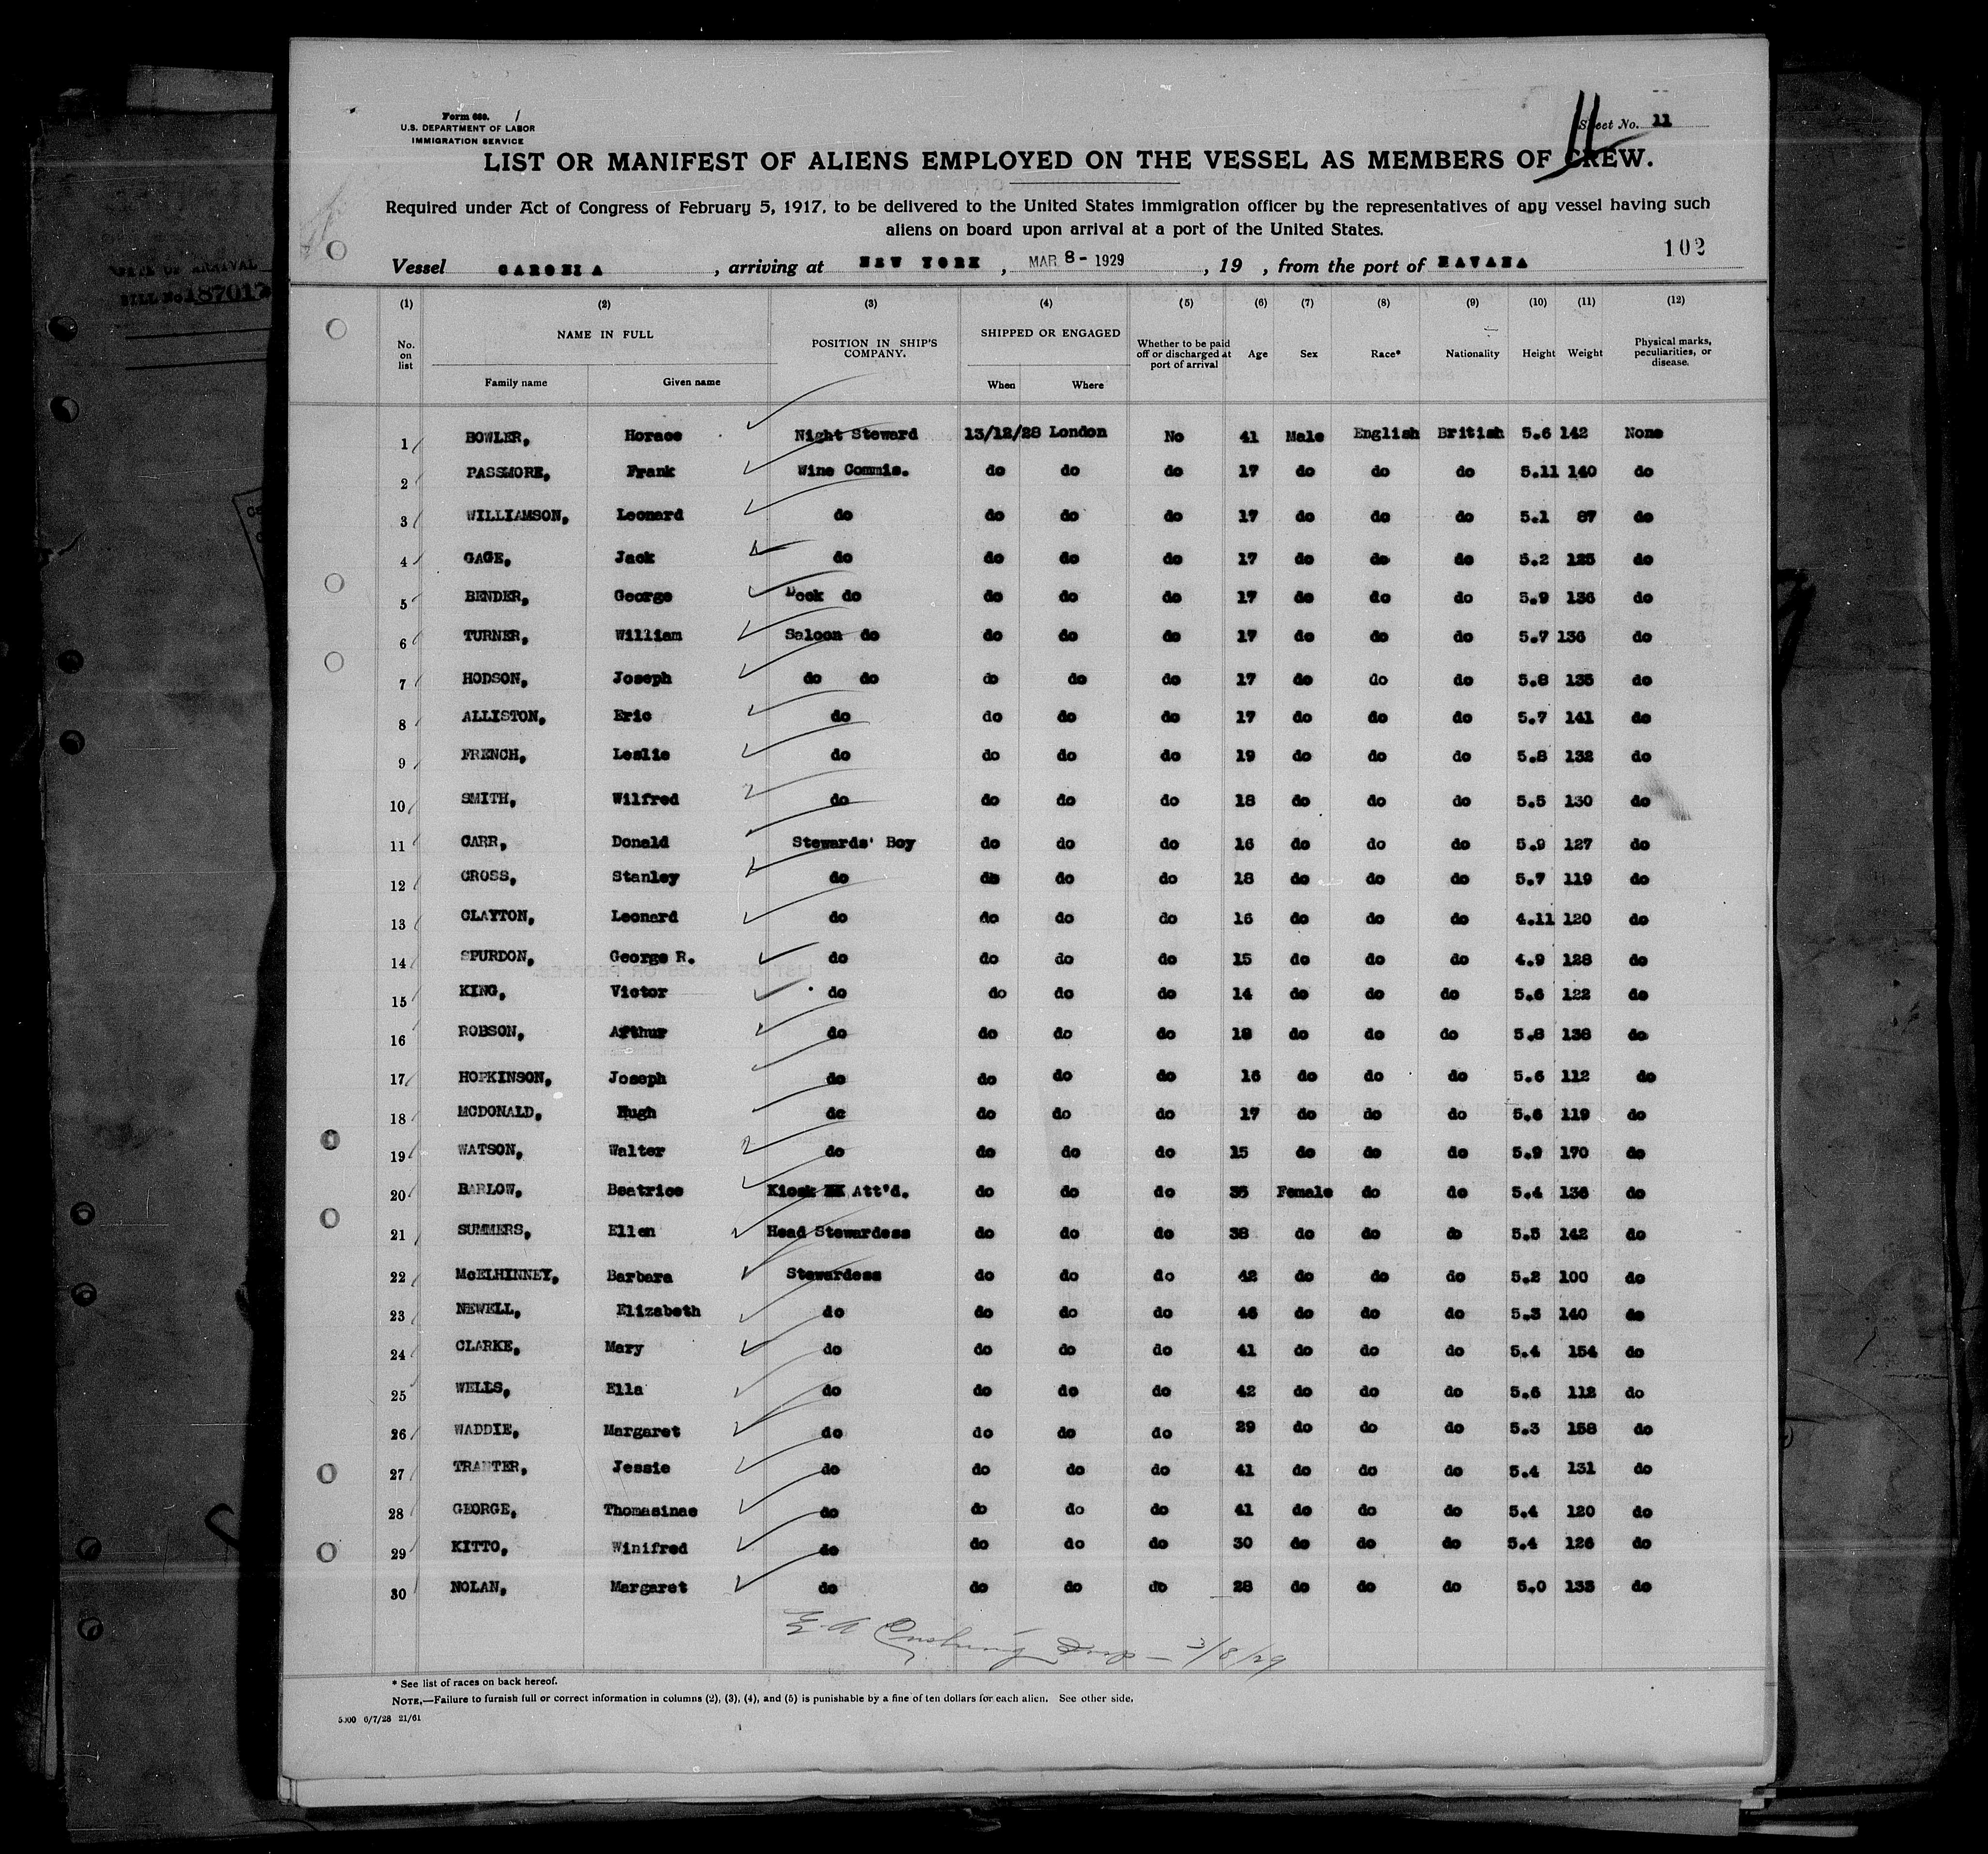 Form 680.
U.S. DEPARTMENT OF LABOR
IMMIGRATION SERVICE
Sheet No. 11
11
LIST OR MANIFEST OF ALIENS EMPLOYED ON THE VESSEL AS MEMBERS OF CREW.
Required under Act of Congress of February 5, 1917, to be delivered to the United States immigration officer by the representatives of any vessel having such
aliens on board upon arrival at a port of the United States.
102
Vessel CARONIA , arriving at NEW YORK , MAR 8 - 1929 , 19 , from the port of HAVANA
(1) (2) (3) (4) (5) (6) (7) (8) (9) (10) (11) (12)
No. on list NAME IN FULL Family name Given name POSITION IN SHIP'S COMPANY. SHIPPED OR ENGAGED When Where Whether to be paid off or discharged at port of arrival Age Sex Race* Nationality Height Weight Physical marks, peculiarities, or disease.
1 BOWLER, Horace Night Steward 13/12/28 London No 41 Male English British 5.6 142 None
2 PASSMORE, Frank Wine Commis. do do do 17 do do do 5.11 140 do
3 WILLIAMSON, Leonard do do do do 17 do do do 5.1 87 do
4 GAGE, Jack do do do do 17 do do do 5.2 125 do
5 BENDER, George Deck do do do do 17 do do do 5.9 136 do
6 TURNER, William Saloon do do do do 17 do do do 5.7 136 do
7 HODSON, Joseph do do do do do 17 do do do 5.8 135 do
8 ALLISTON, Eric do do do do 17 do do do 5.7 141 do
9 FRENCH, Leslie do do do do 19 do do do 5.8 132 do
10 SMITH, Wilfred do do do do 18 do do do 5.5 130 do
11 CARR, Donald Stewards' Boy do do do 16 do do do 5.9 127 do
12 CROSS, Stanley do do do do 18 do do do 5.7 119 do
13 CLAYTON, Leonard do do do do 16 do do do 4.11 120 do
14 SPURDON, George R. do do do do 15 do do do 4.9 128 do
15 KING, Victor do do do do 14 do do do 5.6 122 do
16 ROBSON, Arthur do do do do 18 do do do 5.8 138 do
17 HOPKINSON, Joseph do do do do 16 do do do 5.6 112 do
18 MCDONALD, Hugh do do do do 17 do do do 5.6 119 do
19 WATSON, Walter do do do do 15 do do do 5.9 170 do
20 BARLOW, Beatrice Kiosk Att'd. do do do 35 Female do do 5.4 136 do
21 SUMMERS, Ellen Head Stewardess do do do 38 do do do 5.5 142 do
22 McELHINNEY, Barbara Stewardess do do do 42 do do do 5.2 100 do
23 NEWELL, Elizabeth do do do do 46 do do do 5.3 140 do
24 CLARKE, Mary do do do do 41 do do do 5.4 154 do
25 WELLS, Ella do do do do 42 do do do 5.6 112 do
26 WADDIE, Margaret do do do do 29 do do do 5.3 158 do
27 TRANTER, Jessie do do do do 41 do do do 5.4 131 do
28 GEORGE, Thomasinae do do do do 41 do do do 5.4 120 do
29 KITTO, Winifred do do do do 30 do do do 5.4 126 do
30 NOLAN, Margaret do do do do 28 do do do 5.0 133 do
E. A. Cushing Insp — 3/8/29
* See list of races on back hereof.
NOTE.—Failure to furnish full or correct information in columns (2), (3), (4), and (5) is punishable by a fine of ten dollars for each alien. See other side.
5000 6/7/28 21/61
DATE OF ARRIVAL
BILL No. 187017